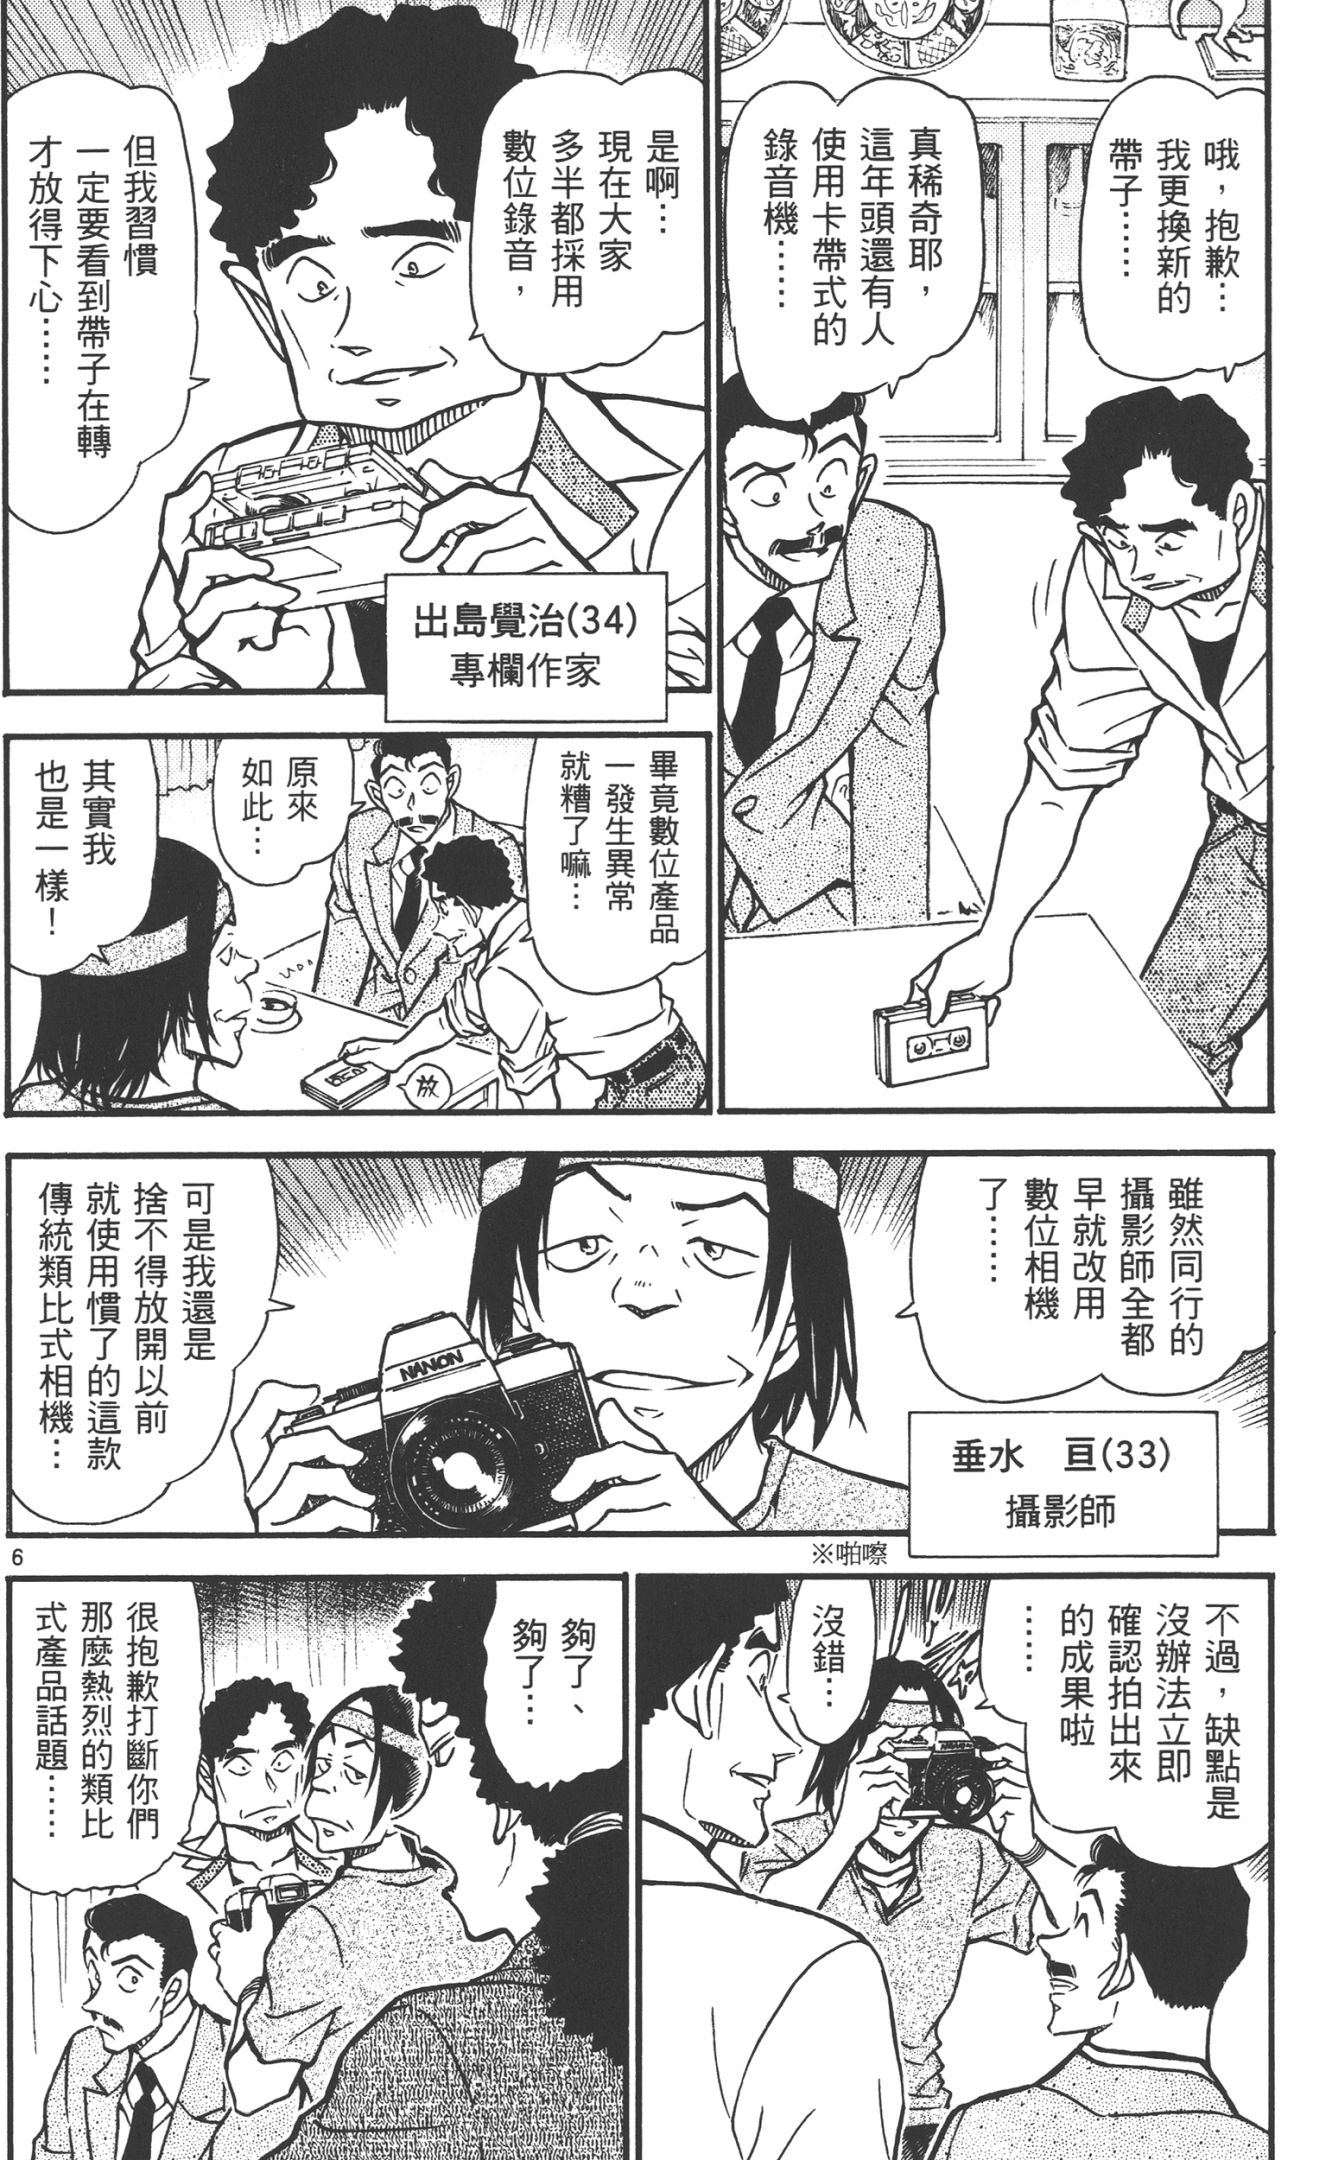 哦，抱歉…
我更換新的
帶子……
真稀奇耶，
這年頭還有人
使用卡帶式的
錄音機……
是啊…
現在大家
多半都採用
數位錄音，
但我習慣
一定要看到帶子在轉
才放得下心……
出島覺治(34)
專欄作家
畢竟數位產品
一發生異常
就糟了嘛…
原來
如此…
放
其實我
也是一樣！
雖然同行的
攝影師全都
早就改用
數位相機
了……
NANON
可是我還是
捨不得放開以前
就使用慣了的這款
傳統類比式相機…
垂水　亘(33)
攝影師
6
※啪嚓
不過，缺點是
沒辦法立即
確認拍出來
的成果啦
……
沒錯…
NANON
夠了、
夠了…
很抱歉打斷你們
那麼熱烈的類比
式產品話題……